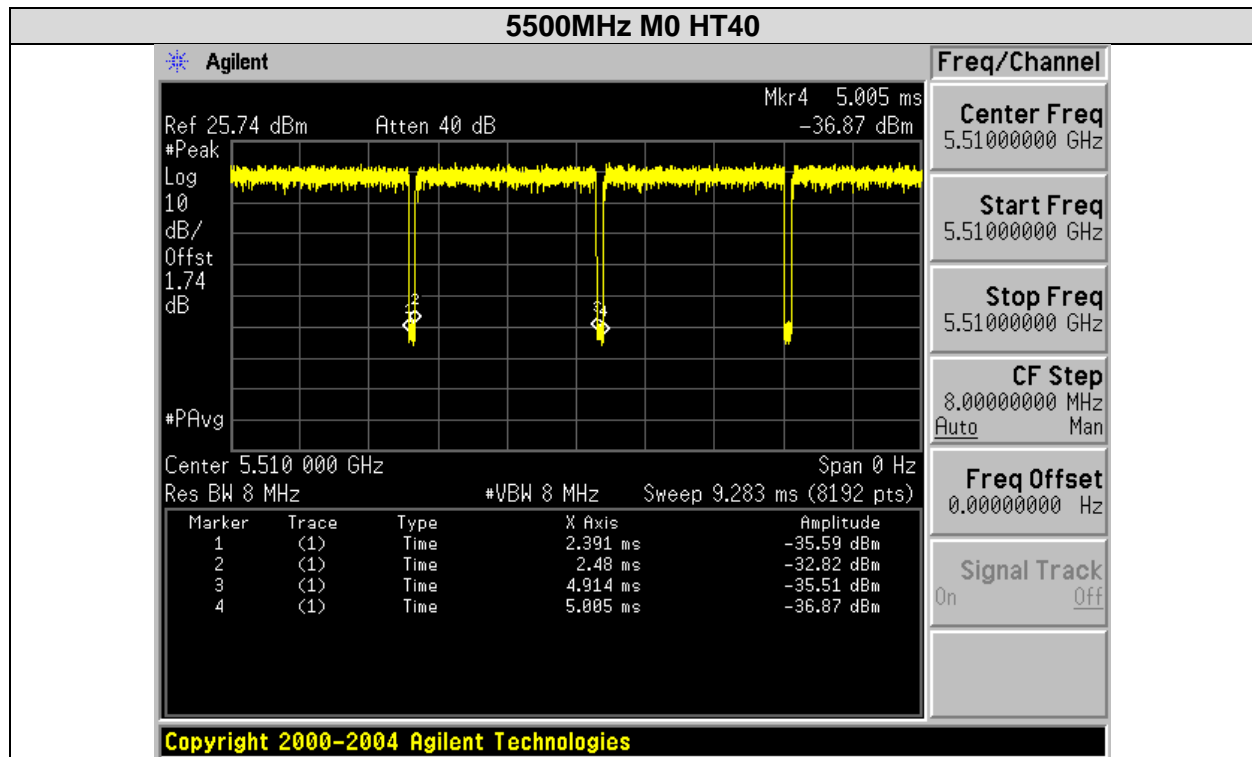 5500MHz M0 HT40
Agilent
Freq/Channel
Mkr4 5.005 ms
Ref 25.74 dBm Atten 40 dB -36.87 dBm
#Peak
Log
10
dB/
Offst
1.74
dB
1
2
3
4
#PAvg
Center 5.510 000 GHz Span 0 Hz
Res BW 8 MHz #VBW 8 MHz Sweep 9.283 ms (8192 pts)
Marker Trace Type X Axis Amplitude
1 (1) Time 2.391 ms -35.59 dBm
2 (1) Time 2.48 ms -32.82 dBm
3 (1) Time 4.914 ms -35.51 dBm
4 (1) Time 5.005 ms -36.87 dBm
Center Freq
5.51000000 GHz
Start Freq
5.51000000 GHz
Stop Freq
5.51000000 GHz
CF Step
8.00000000 MHz
Auto Man
Freq Offset
0.00000000 Hz
Signal Track
On Off
Copyright 2000-2004 Agilent Technologies